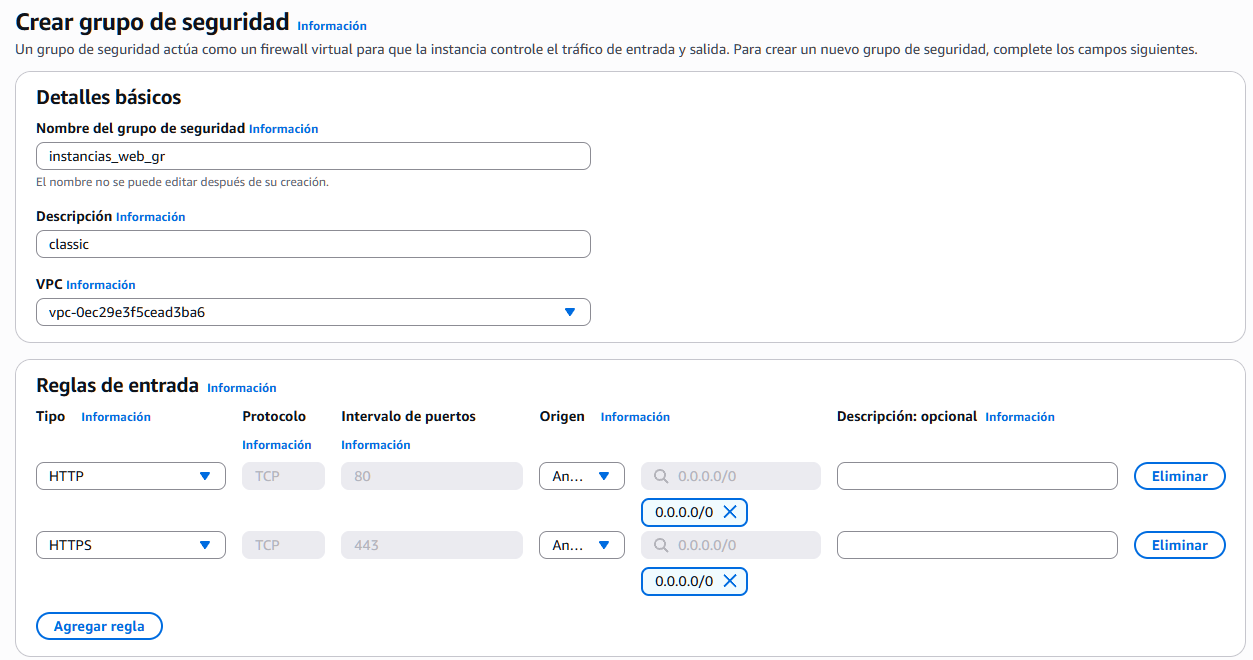 Crear grupo de seguridad Información
Un grupo de seguridad actúa como un firewall virtual para que la instancia controle el tráfico de entrada y salida. Para crear un nuevo grupo de seguridad, complete los campos siguientes.
Detalles básicos
Nombre del grupo de seguridad Información
instancias_web_gr
El nombre no se puede editar después de su creación.
Descripción Información
classic
VPC Información
vpc-0ec29e3f5cead3ba6
Reglas de entrada Información
Tipo Información Protocolo Intervalo de puertos Origen Información Descripción: opcional Información
Información Información
HTTP TCP 80 An... 0.0.0.0/0 Eliminar
0.0.0.0/0
HTTPS TCP 443 An... 0.0.0.0/0 Eliminar
0.0.0.0/0
Agregar regla